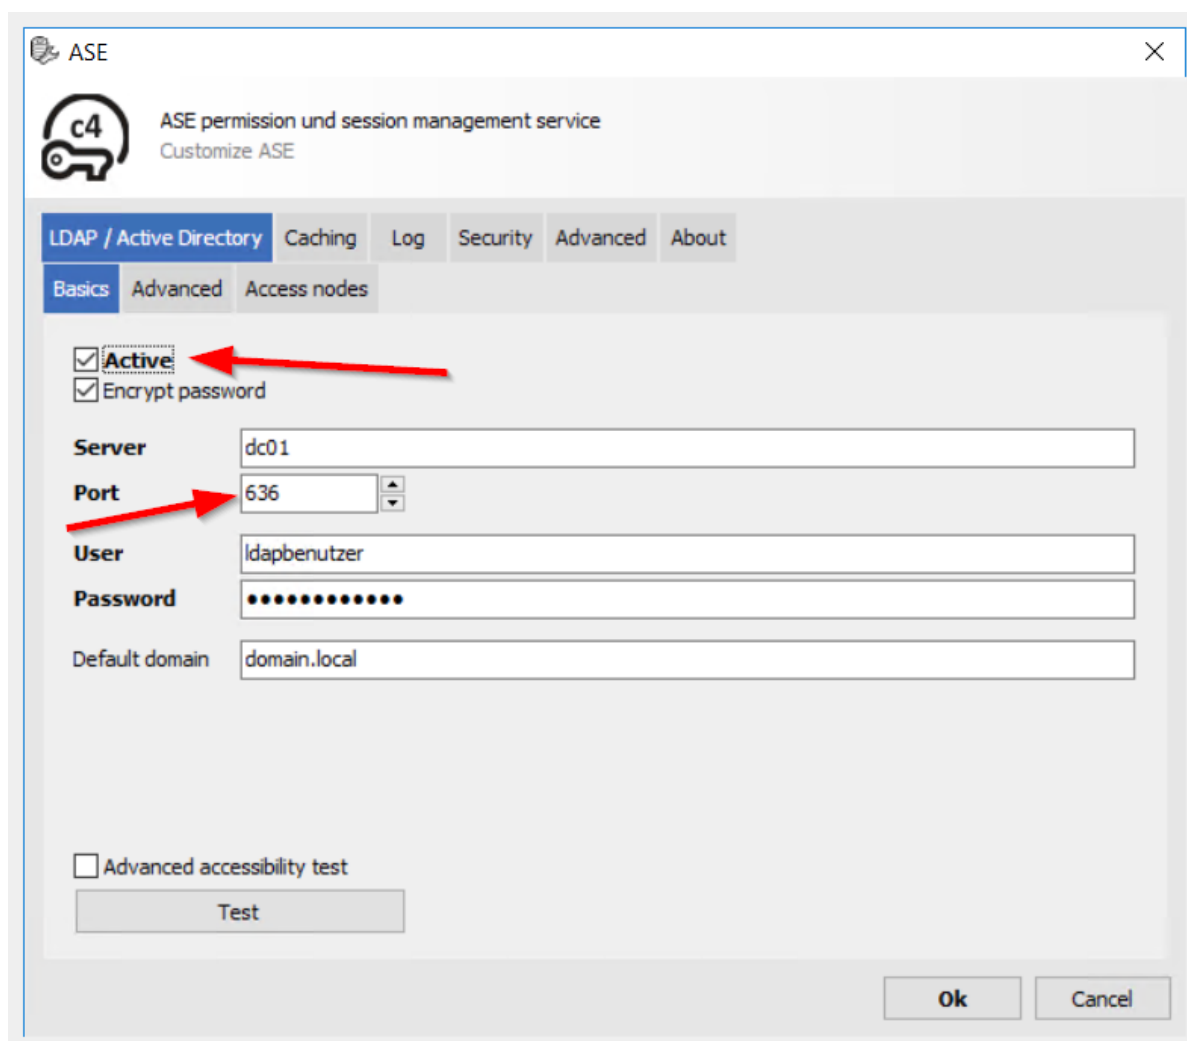 ASE
c4
ASE permission und session management service
Customize ASE
LDAP / Active Directory Caching Log Security Advanced About
Basics Advanced Access nodes
Active
Encrypt password
Server dc01
Port 636
User ldapbenutzer
Password ••••••••••••
Default domain domain.local
Advanced accessibility test
Test
Ok Cancel